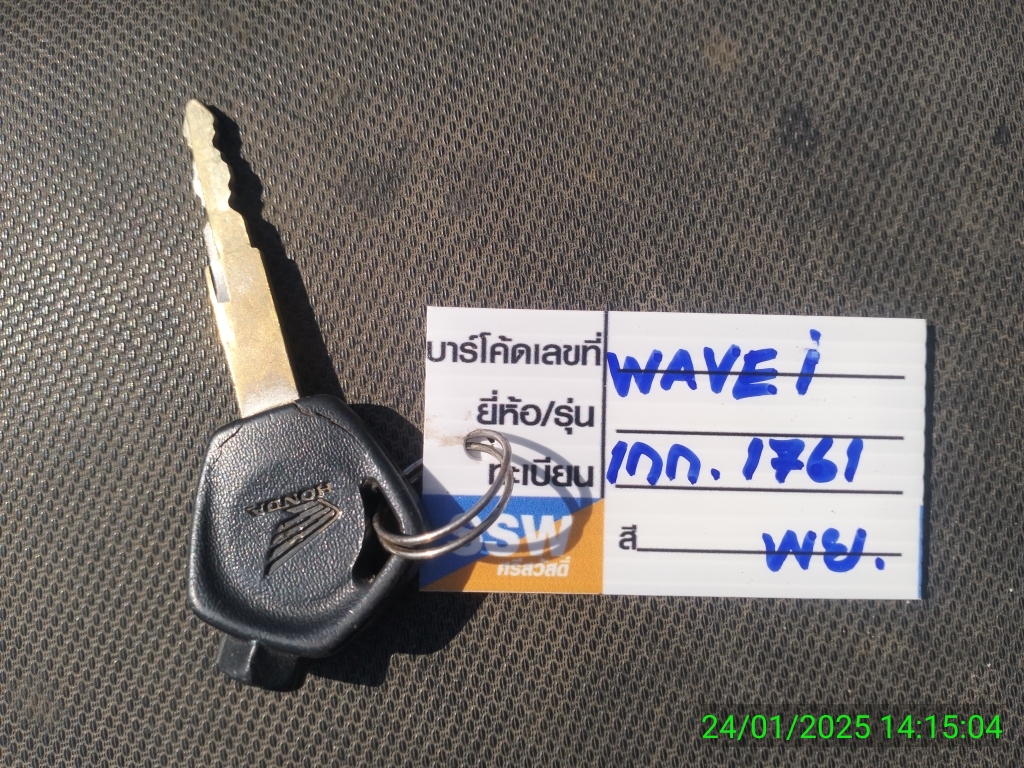 บาร์โค้ดเลขที่
WAVE i
ยี่ห้อ/รุ่น
ทะเบียน 1กก. 1761
SSW
ศรีสวัสดิ์
สี พย.
HONDA
24/01/2025 14:15:04